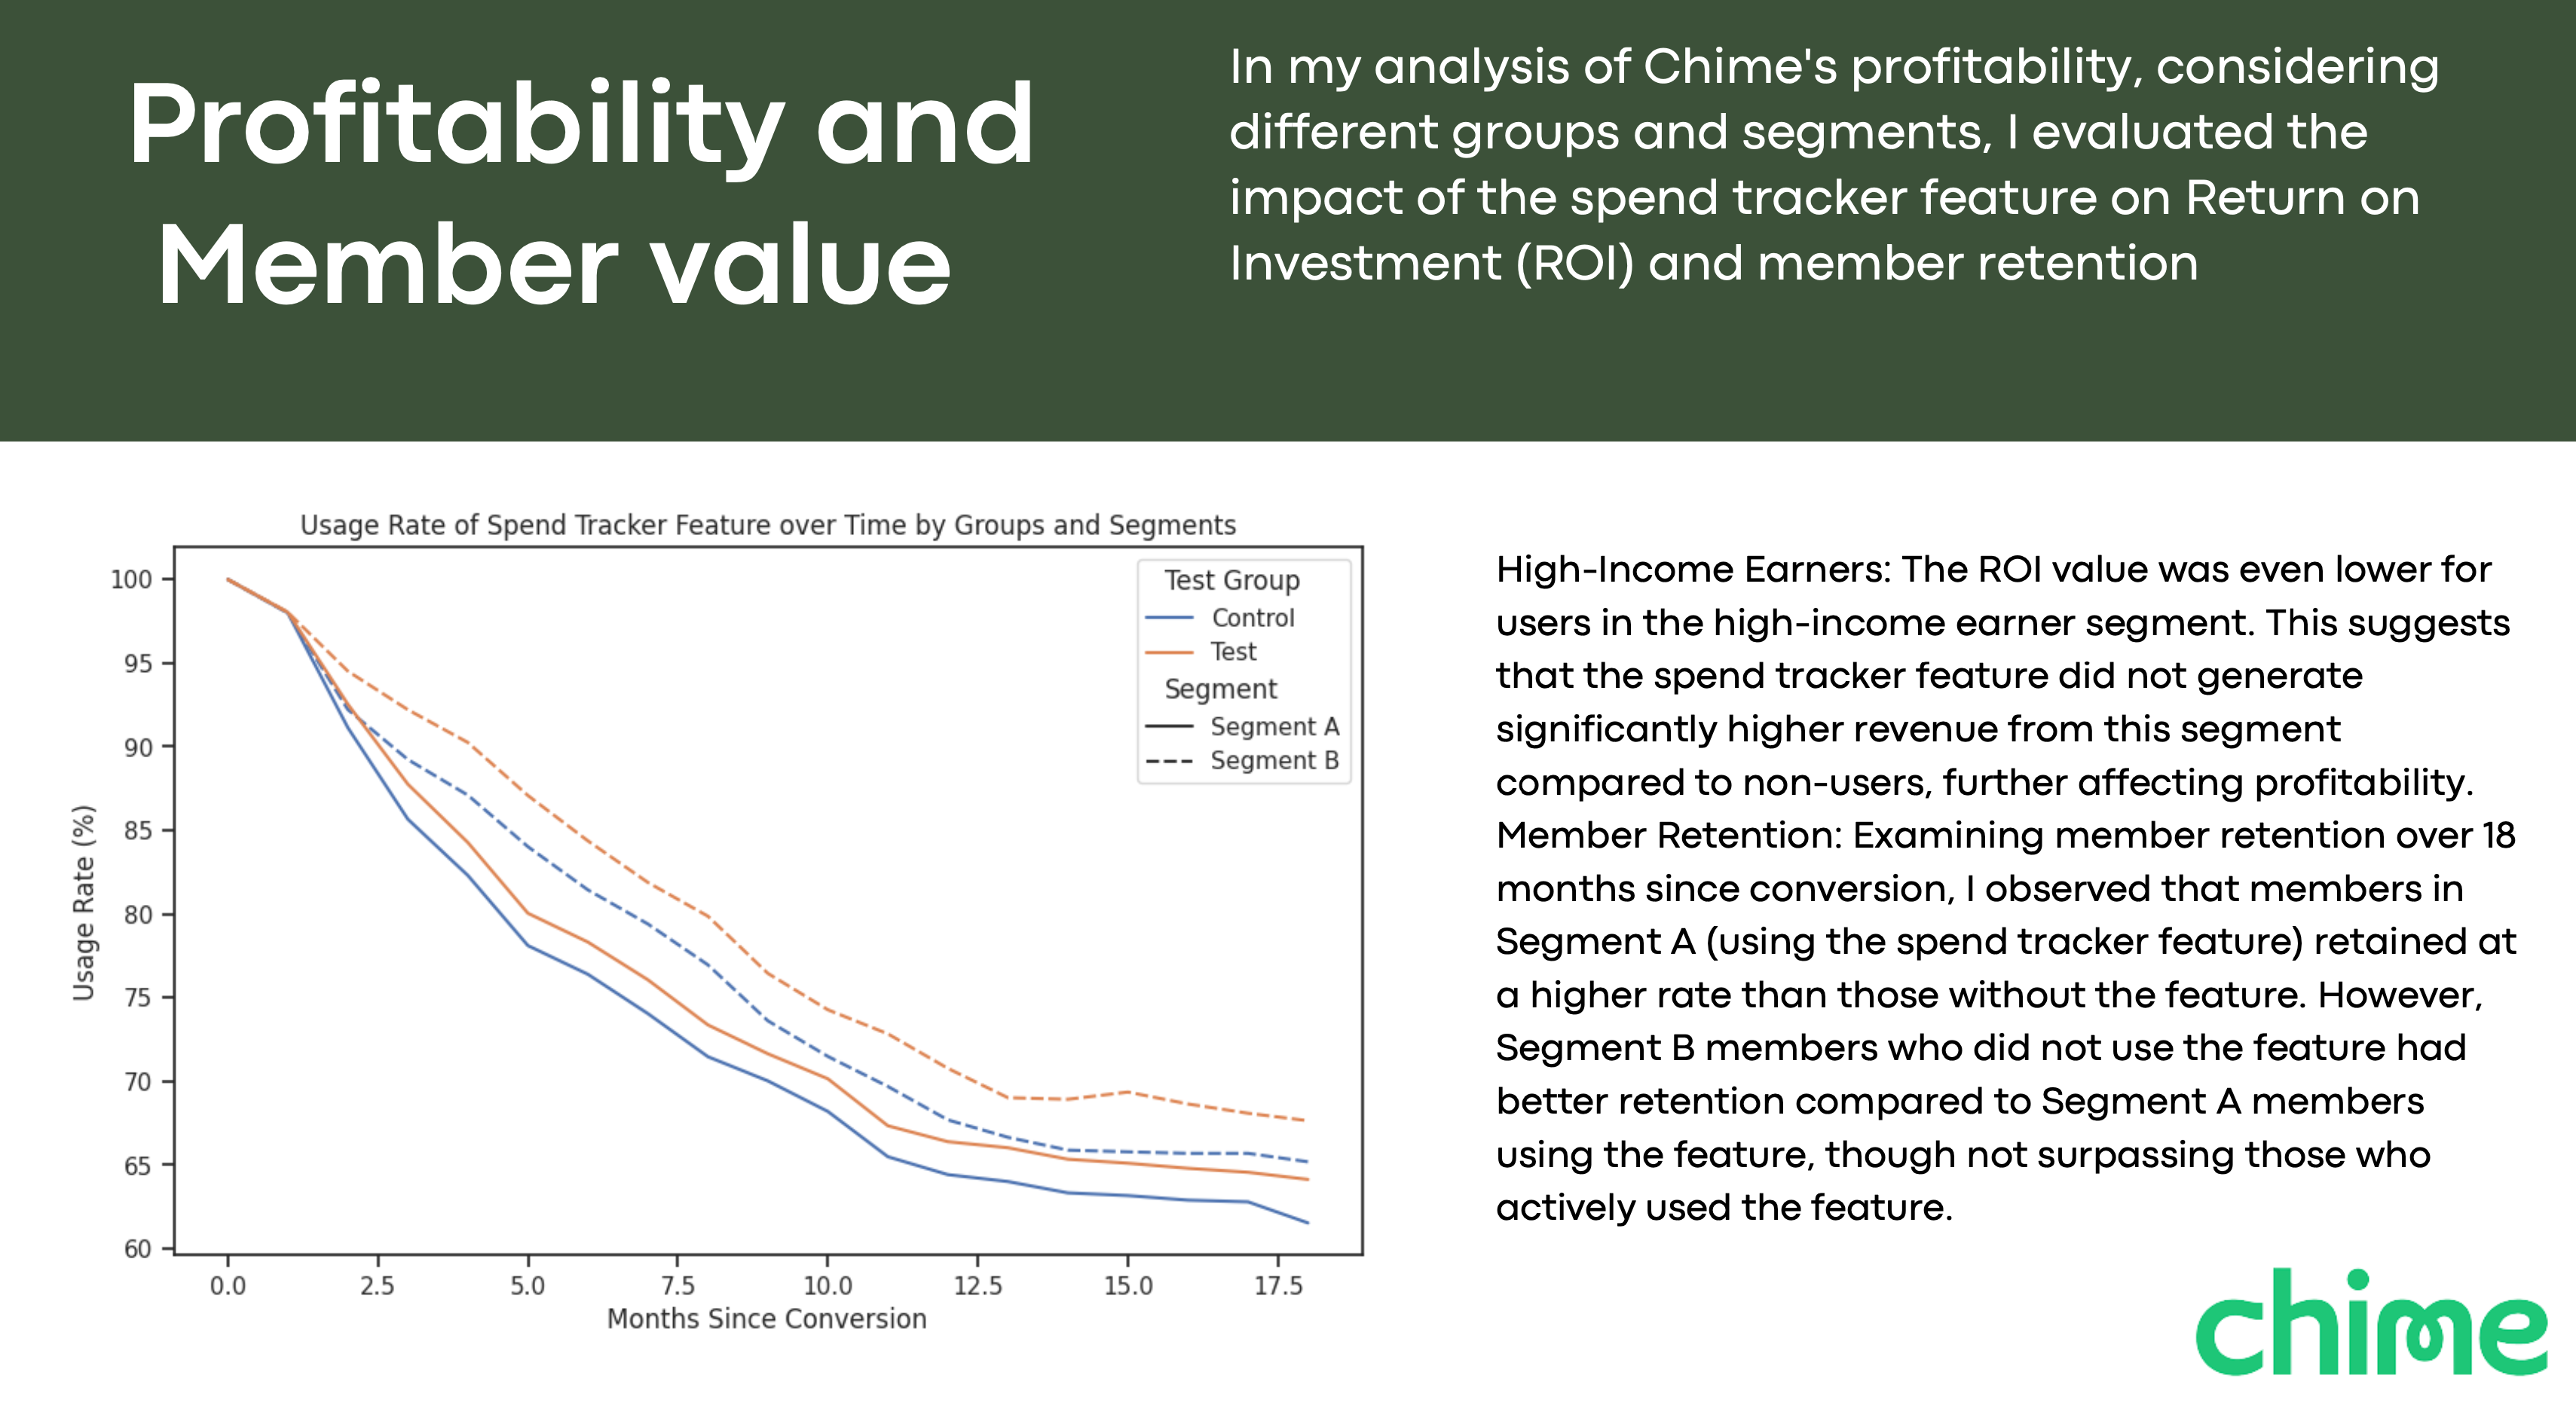 Profitability and
Member value
In my analysis of Chime's profitability, considering
different groups and segments, I evaluated the
impact of the spend tracker feature on Return on
Investment (ROI) and member retention
Usage Rate of Spend Tracker Feature over Time by Groups and Segments
Test Group
Control
Test
Segment
Segment A
Segment B
Usage Rate (%)
100
95
90
85
80
75
70
65
60
0.0 2.5 5.0 7.5 10.0 12.5 15.0 17.5
Months Since Conversion
High-Income Earners: The ROI value was even lower for
users in the high-income earner segment. This suggests
that the spend tracker feature did not generate
significantly higher revenue from this segment
compared to non-users, further affecting profitability.
Member Retention: Examining member retention over 18
months since conversion, I observed that members in
Segment A (using the spend tracker feature) retained at
a higher rate than those without the feature. However,
Segment B members who did not use the feature had
better retention compared to Segment A members
using the feature, though not surpassing those who
actively used the feature.
chime